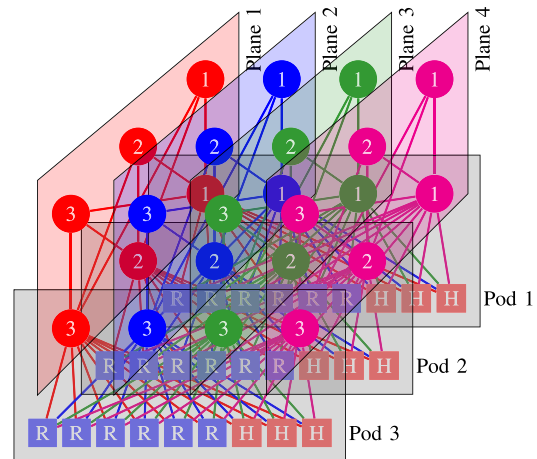 Plane 1
Plane 2
Plane 3
Plane 4
1 1 1 1
2 2 2 2
1 1 1 1
3 3 3 3
2 2 2 2
R R R R R R H H H Pod 1
3 3 3 3
R R R R R R H H H Pod 2
R R R R R R H H H Pod 3